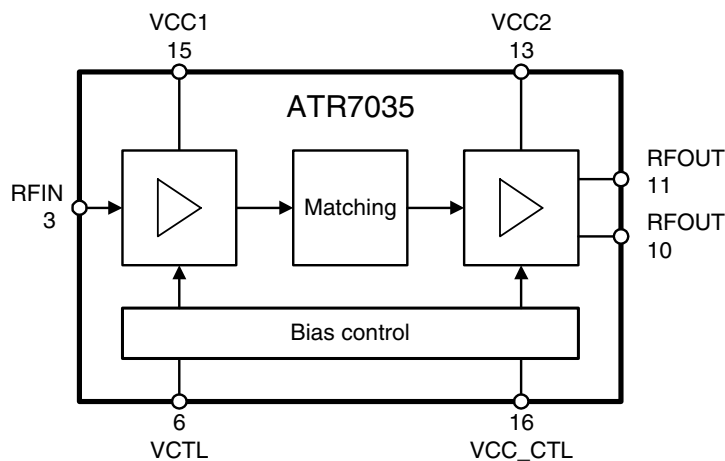 VCC1
15
VCC2
13
ATR7035
RFIN
3
Matching
RFOUT
11
RFOUT
10
Bias control
6
VCTL
16
VCC_CTL